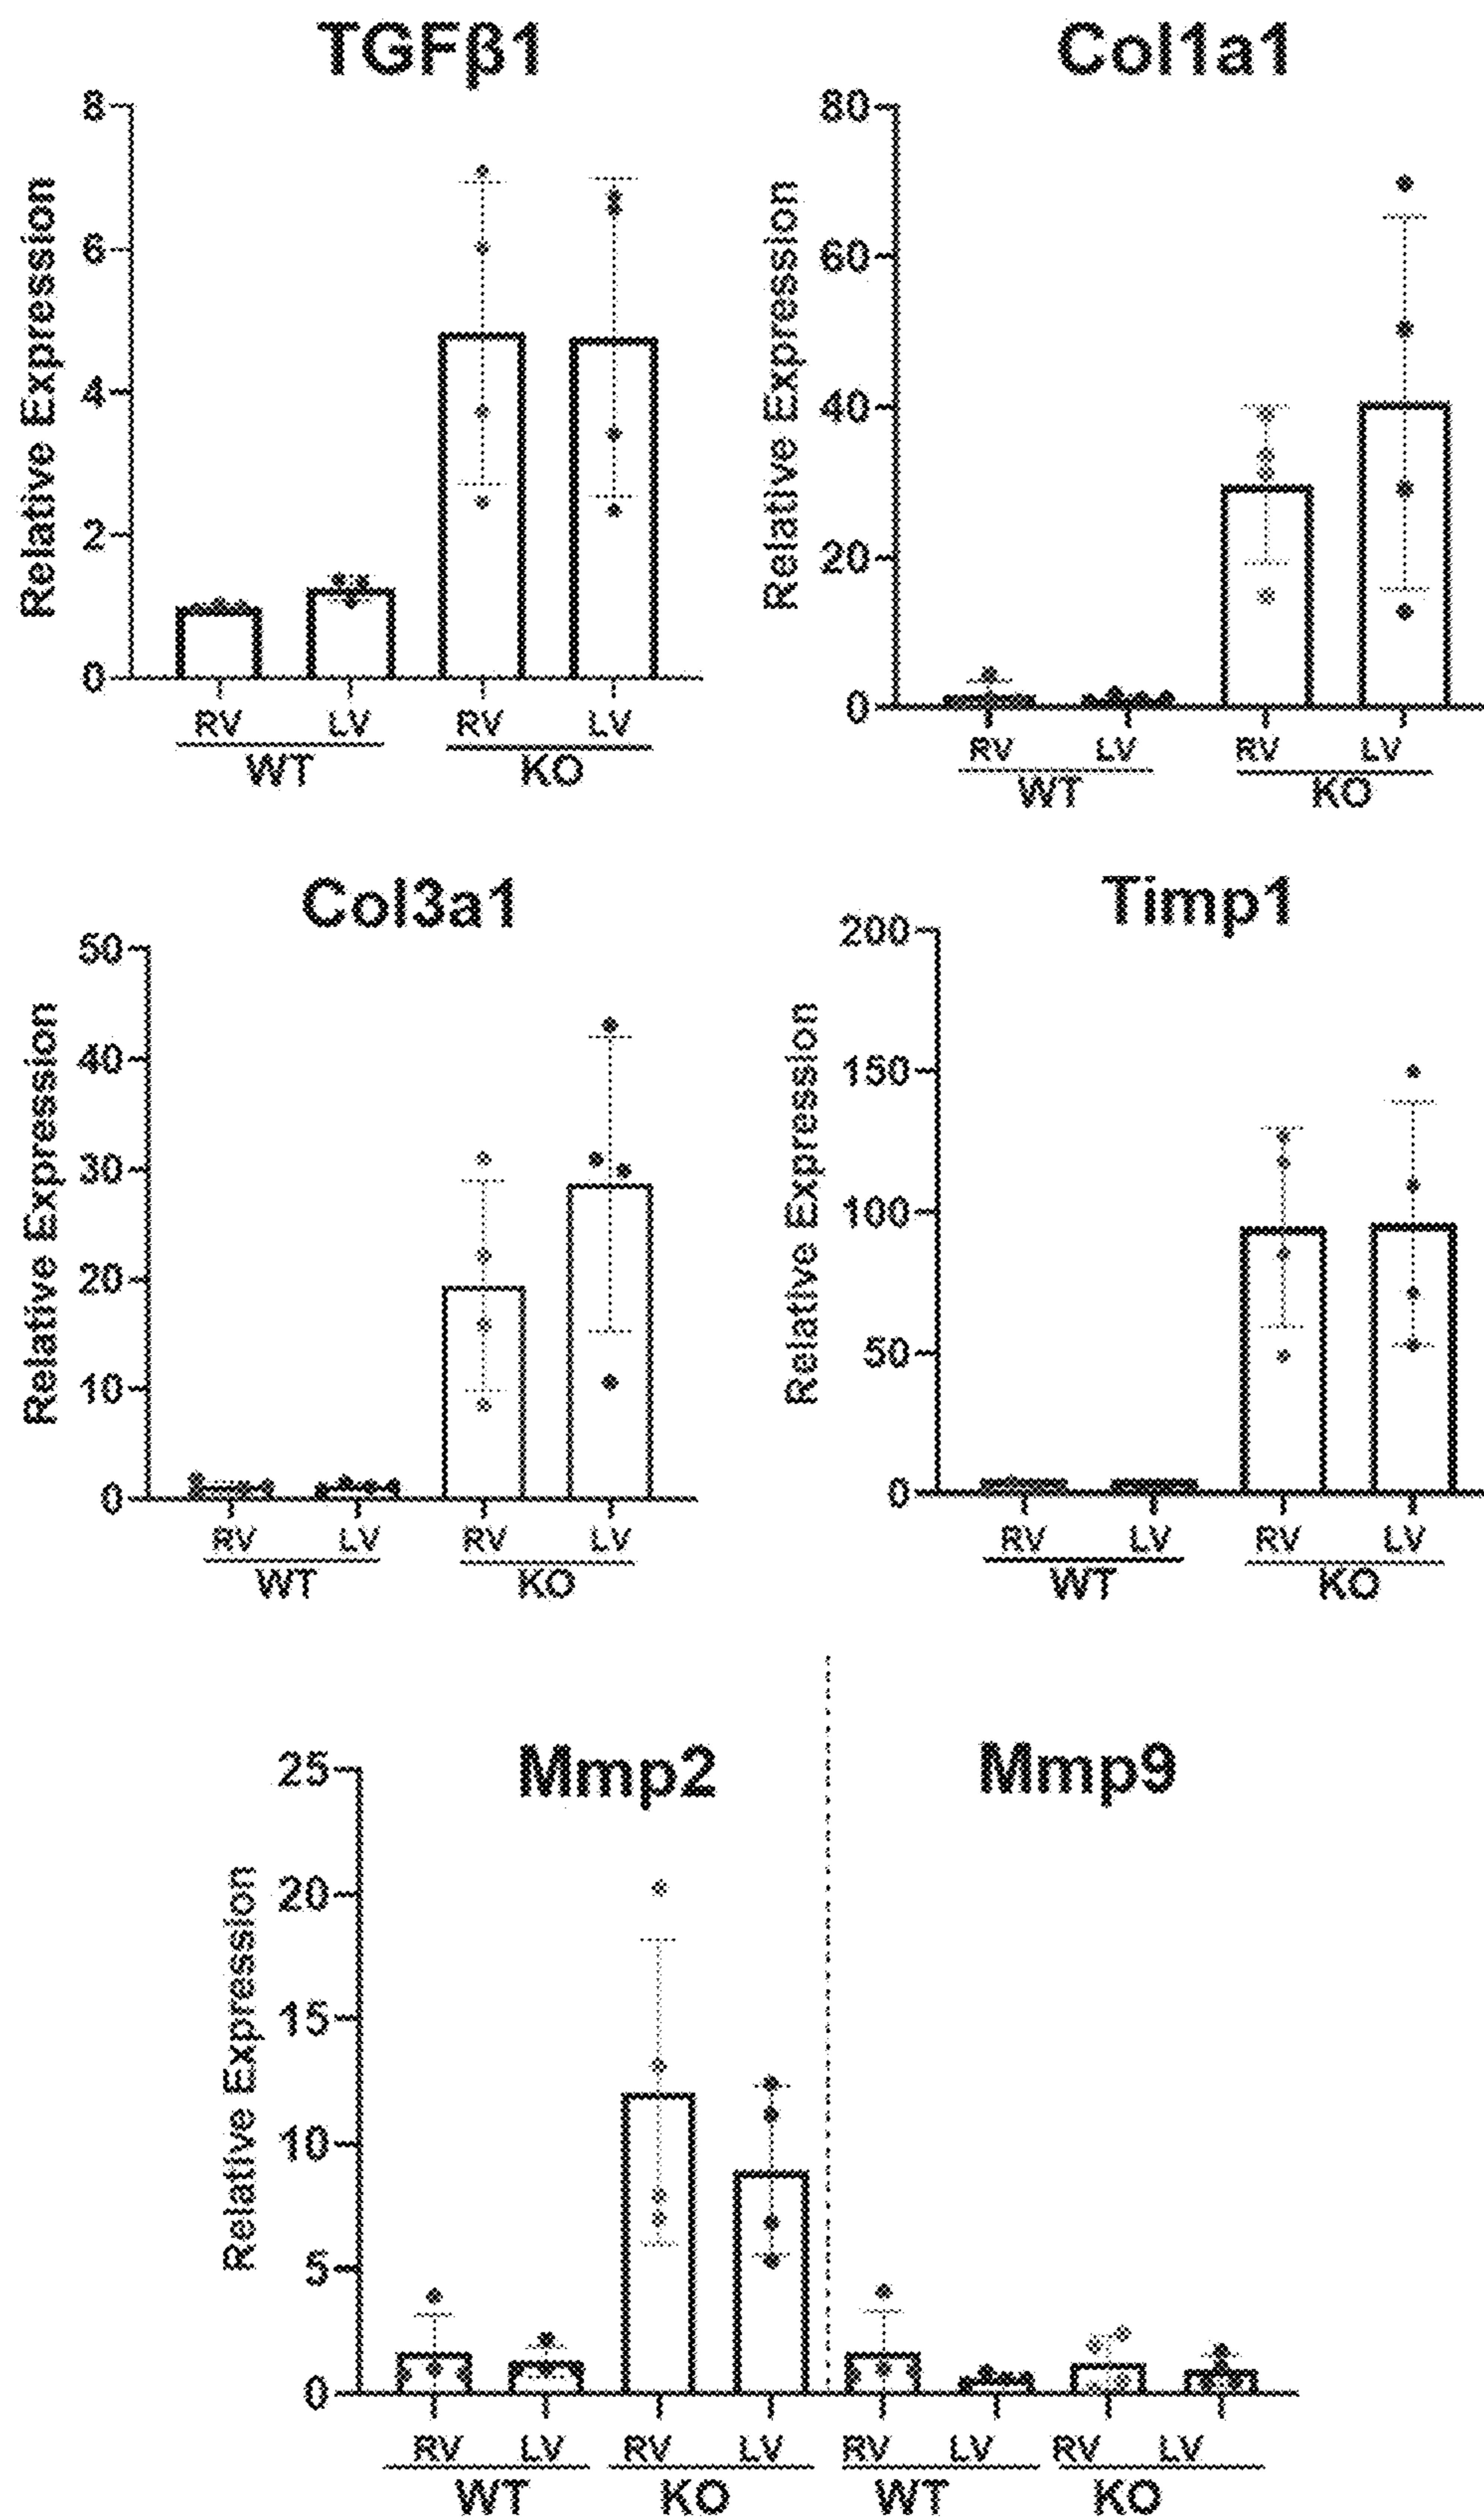 TGFβ1
Relative Expression
8
6
4
2
0
RV LV RV LV
WT KO
Col1a1
Relative Expression
80
60
40
20
0
RV LV RV LV
WT KO
Col3a1
Relative Expression
50
40
30
20
10
0
RV LV RV LV
WT KO
Timp1
Relative Expression
200
150
100
50
0
RV LV RV LV
WT KO
Mmp2 Mmp9
Relative Expression
25
20
15
10
5
0
RV LV RV LV RV LV RV LV
WT KO WT KO